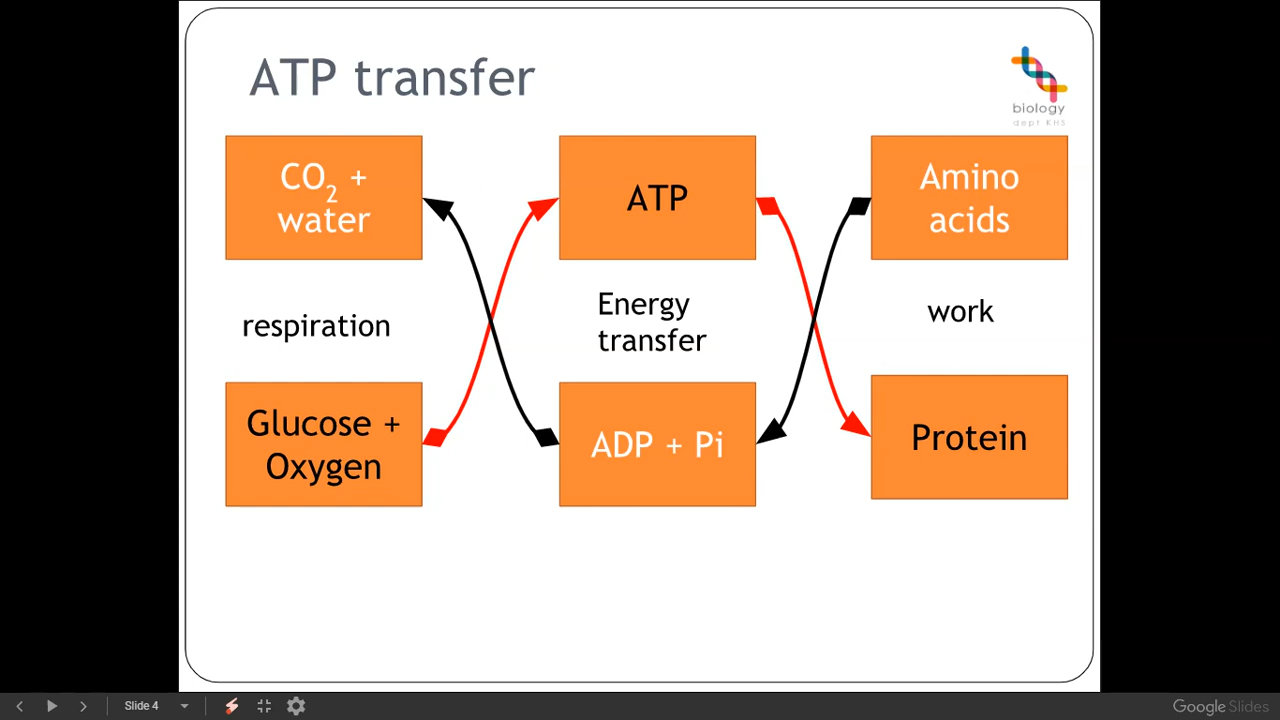 ATP transfer
biology
dept KHS
CO₂ +
water
ATP
Amino
acids
respiration
Energy
transfer
work
Glucose +
Oxygen
ADP + Pi
Protein
Slide 4
Google Slides